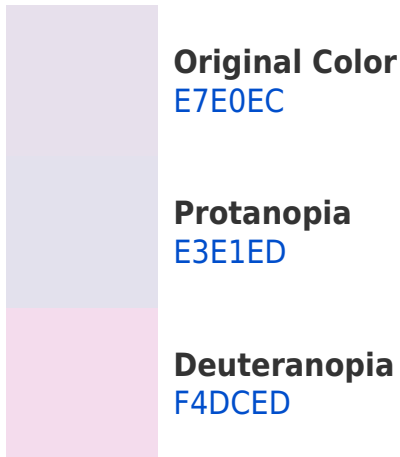 Original Color
E7E0EC
Protanopia
E3E1ED
Deuteranopia
F4DCED